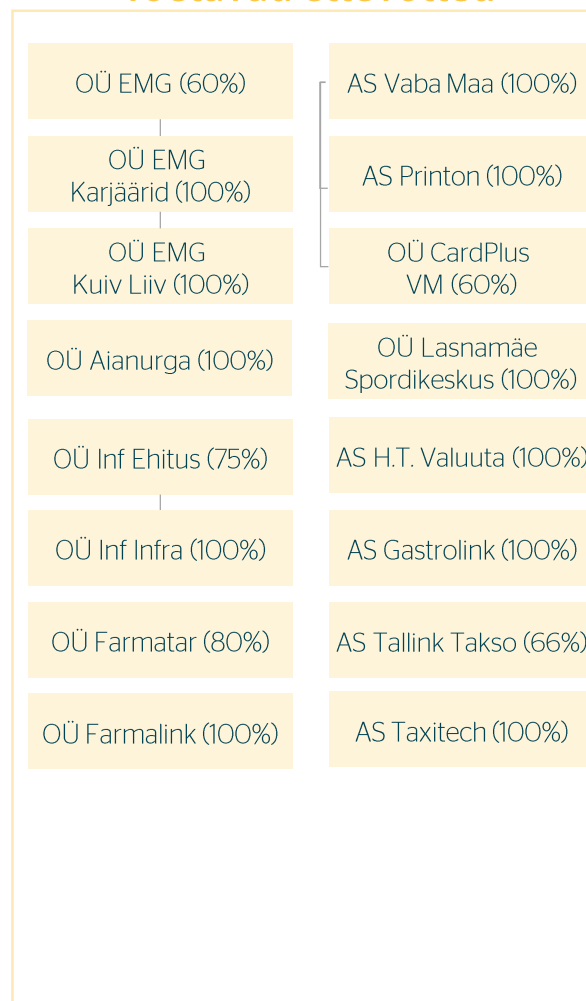 OÜ EMG (60%)
OÜ EMG
Karjäärid (100%)
OÜ EMG
Kuiv Liiv (100%)
OÜ Aianurga (100%)
OÜ Inf Ehitus (75%)
OÜ Inf Infra (100%)
OÜ Farmatar (80%)
OÜ Farmalink (100%)
AS Vaba Maa (100%)
AS Printon (100%)
OÜ CardPlus
VM (60%)
OÜ Lasnamäe
Spordikeskus (100%)
AS H.T. Valuuta (100%)
AS Gastrolink (100%)
AS Tallink Takso (66%)
AS Taxitech (100%)